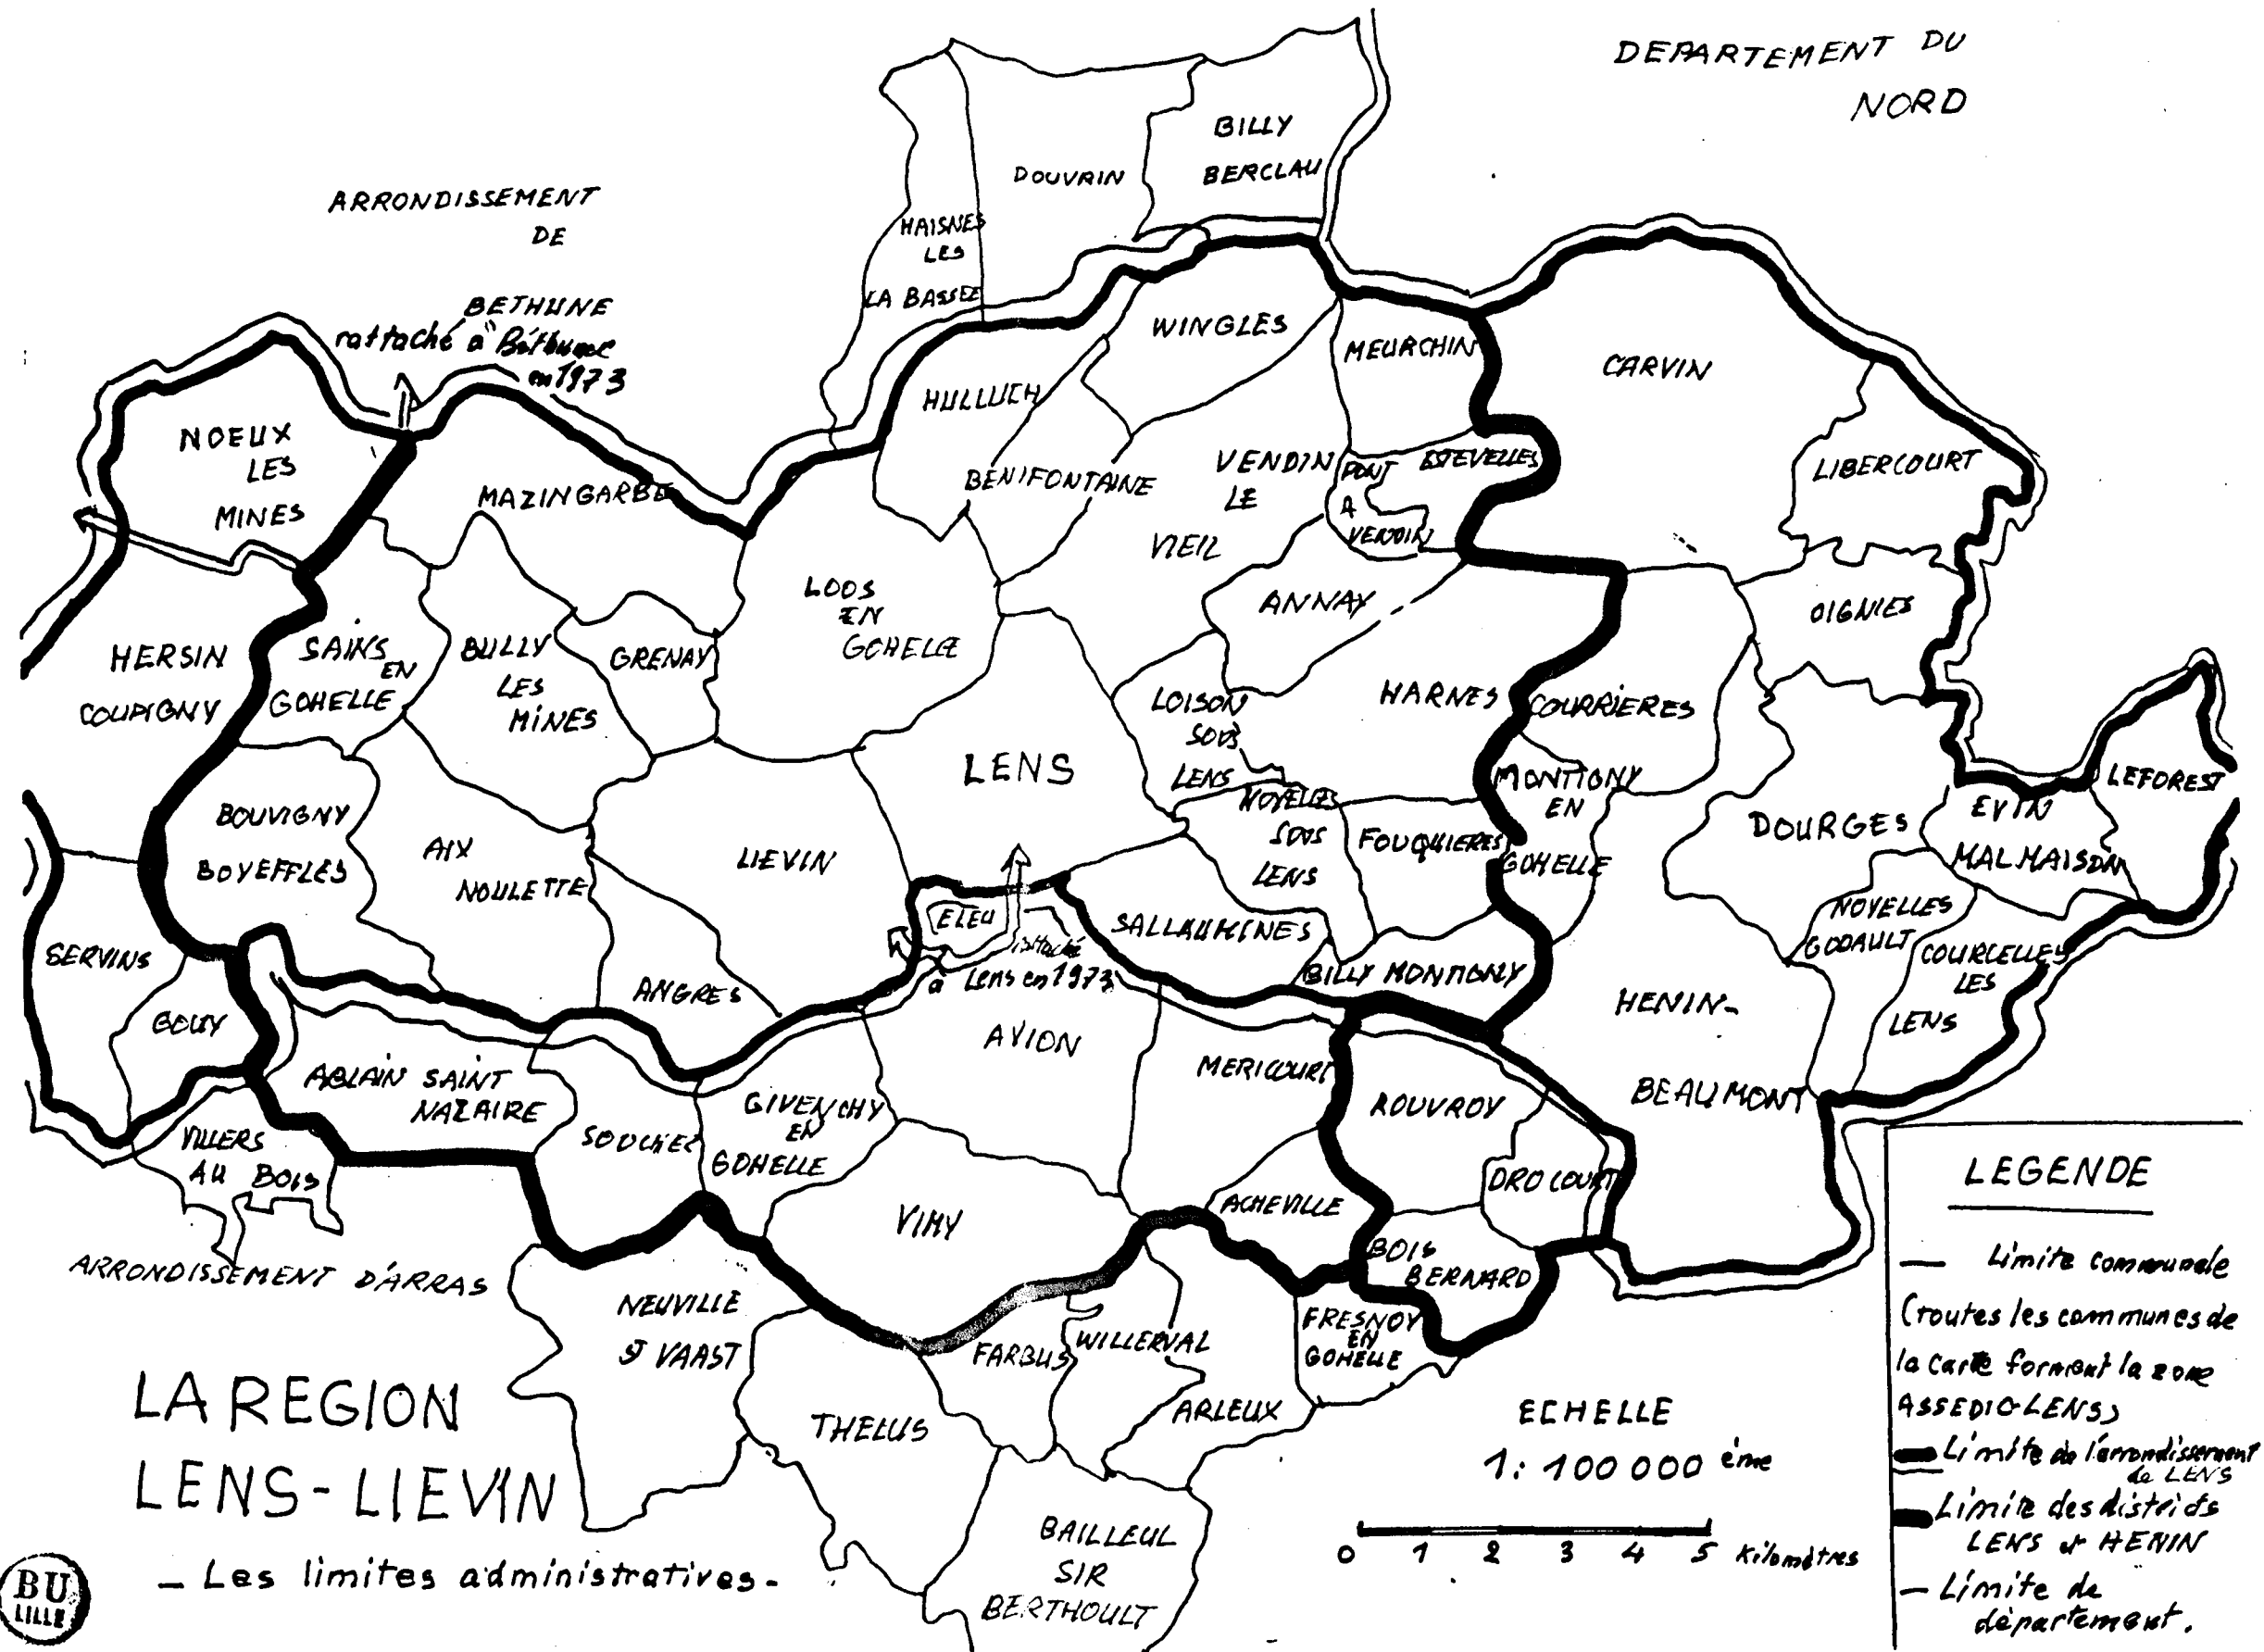 DEPARTEMENT DU
NORD
ARRONDISSEMENT
DE
BETHUNE
rattaché à Béthune
en 1973
BILLY
BERCLAU
DOUVRIN
HAISNES
LES
LA BASSEE
WINGLES
MEURCHIN
CARVIN
HULLUCH
NOEUX
LES
MINES
MAZINGARBE
BENIFONTAINE
VENDIN
LE
VIEIL
PONT
A
VENDIN
ESTEVELLES
LIBERCOURT
LOOS
EN
GOHELLE
ANNAY
OIGNIES
HERSIN
COUPIGNY
SAINS
EN
GOHELLE
BULLY
LES
MINES
GRENAY
LOISON
SOUS
LENS
HARNES
COURRIERES
LENS
NOYELLES
SOUS
LENS
MONTIGNY
EN
GOHELLE
LEFOREST
EVIN
MALMAISON
DOURGES
BOUVIGNY
BOYEFFLES
AIX
NOULETTE
LIEVIN
FOUQUIERES
ELEU
rattaché
à Lens en 1973
SALLAUMINES
NOYELLES
GODAULT
COURCELLES
LES
LENS
SERVINS
GOUY
ANGRES
BILLY MONTIGNY
HENIN-
BEAUMONT
AVION
MERICOURT
ROUVROY
ABLAIN SAINT
NAZAIRE
GIVENCHY
EN
GOHELLE
SOUCHEZ
VILLERS
AU BOIS
DROCOURT
ACHEVILLE
VIMY
BOIS
BERNARD
ARRONDISSEMENT D'ARRAS
NEUVILLE
St VAAST
FARBUS
WILLERVAL
FRESNOY
EN
GOHELLE
THELUS
ARLEUX
BAILLEUL
SIR
BERTHOULT
LA REGION
LENS-LIEVIN
- Les limites administratives-
BU
LILLE
ECHELLE
1: 100 000 ème
0 1 2 3 4 5 Kilomètres
LEGENDE
Limite communale
(toutes les communes de
la carte forment la zone
ASSEDIC-LENS)
Limite de l'arrondissement
de LENS
Limite des districts
LENS et HENIN
Limite de
département.